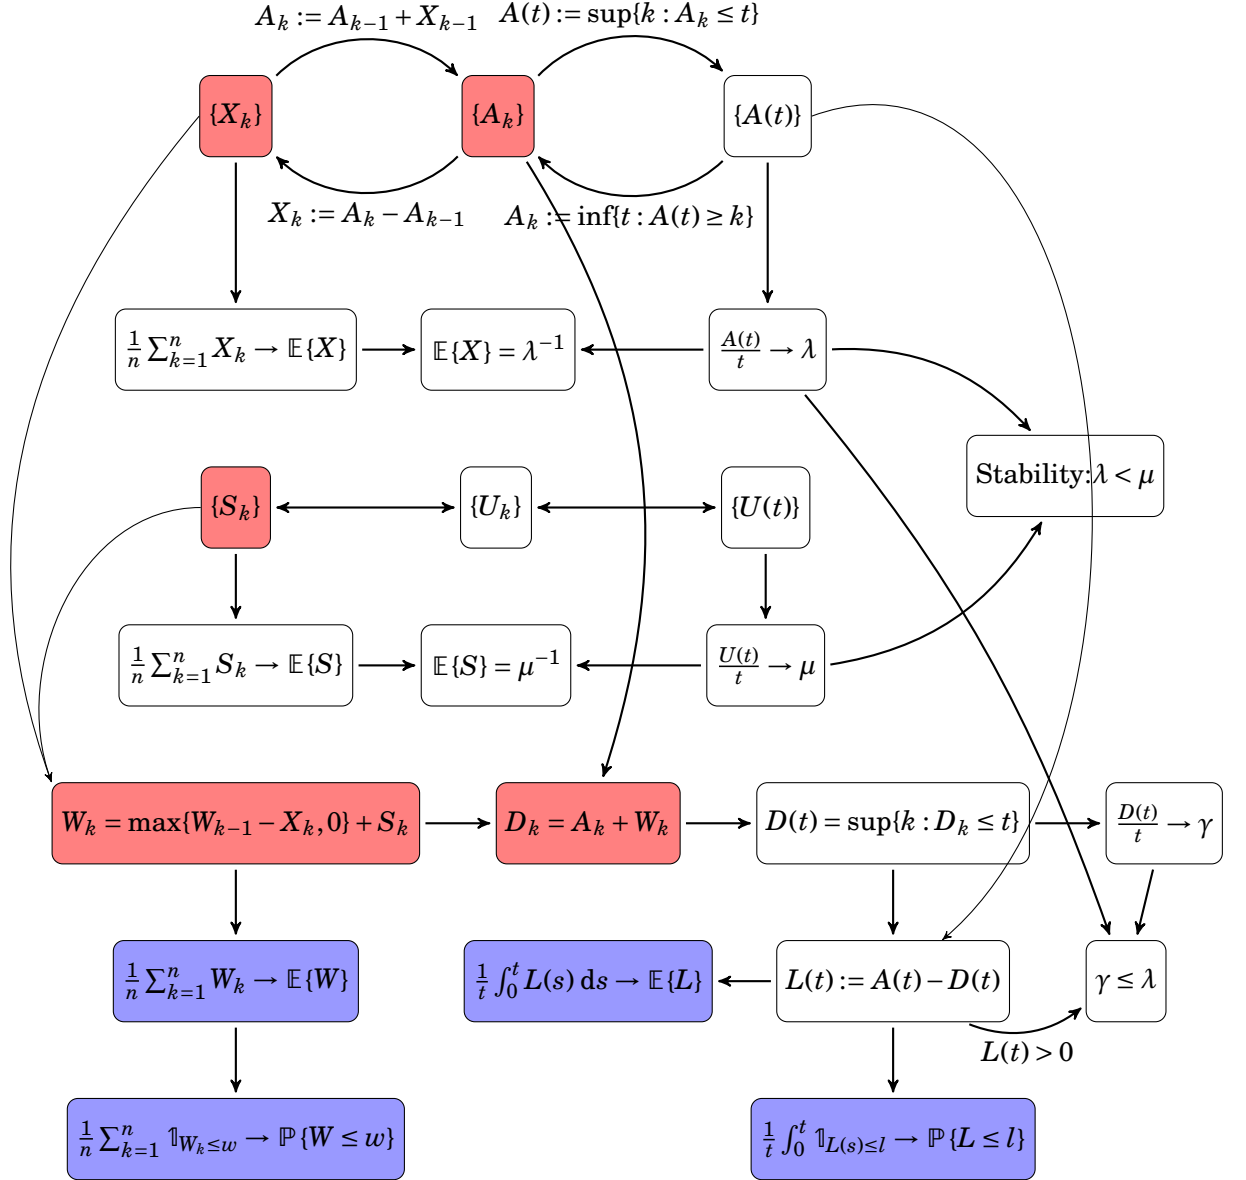 A_k := A_{k−1} + X_{k−1}
A(t) := sup{k : A_k ≤ t}
{X_k}
{A_k}
{A(t)}
X_k := A_k − A_{k−1}
A_k := inf{t : A(t) ≥ k}
1/n ∑_{k=1}^n X_k → 𝔼{X}
𝔼{X} = λ^{−1}
A(t)/t → λ
Stability:λ < μ
{S_k}
{U_k}
{U(t)}
1/n ∑_{k=1}^n S_k → 𝔼{S}
𝔼{S} = μ^{−1}
U(t)/t → μ
W_k = max{W_{k−1} − X_k, 0} + S_k
D_k = A_k + W_k
D(t) = sup{k : D_k ≤ t}
D(t)/t → γ
1/n ∑_{k=1}^n W_k → 𝔼{W}
1/t ∫_0^t L(s) ds → 𝔼{L}
L(t) := A(t) − D(t)
γ ≤ λ
L(t) > 0
1/n ∑_{k=1}^n 𝟙_{W_k≤w} → ℙ{W ≤ w}
1/t ∫_0^t 𝟙_{L(s)≤l} → ℙ{L ≤ l}